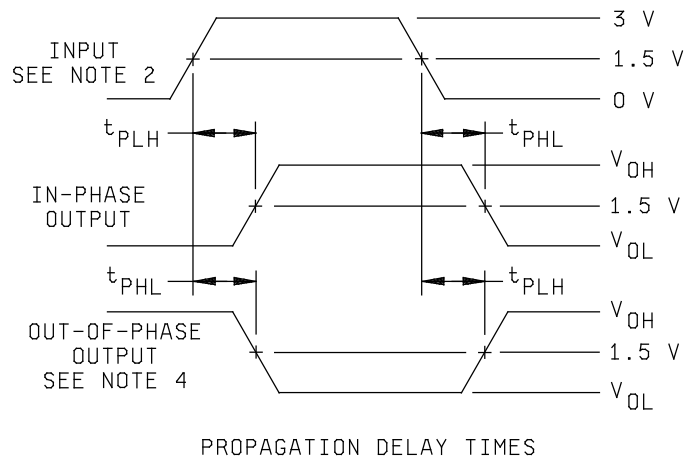 3 V
INPUT
SEE NOTE 2
1.5 V
0 V
tPLH
tPHL
VOH
IN-PHASE
OUTPUT
1.5 V
VOL
tPHL
tPLH
VOH
OUT-OF-PHASE
OUTPUT
SEE NOTE 4
1.5 V
VOL
PROPAGATION DELAY TIMES